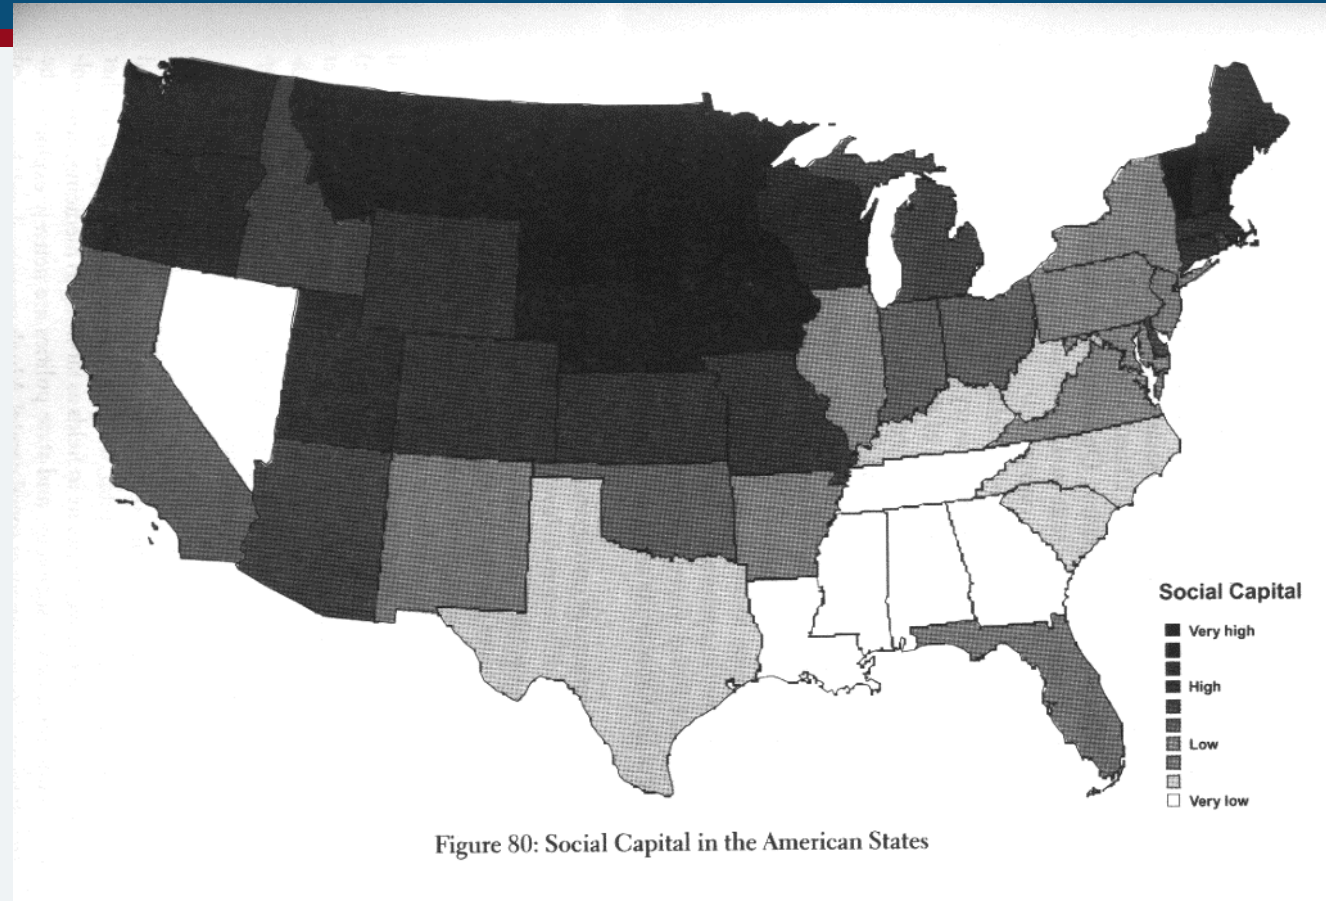 Social Capital
Very high
High
Low
Very low
Figure 80: Social Capital in the American States